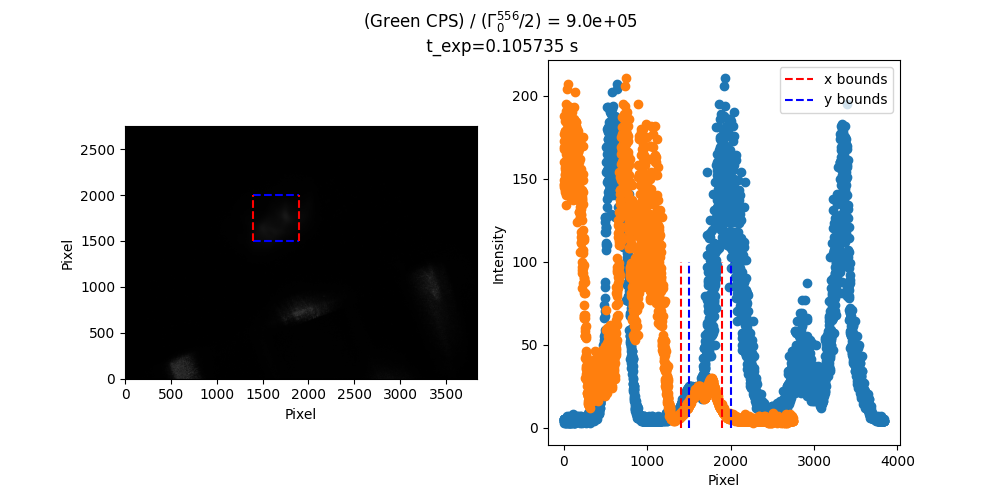 (Green CPS) / (Γ₀⁵⁵⁶/2) = 9.0e+05
t_exp=0.105735 s
Pixel
2500
2000
1500
1000
500
0
0 500 1000 1500 2000 2500 3000 3500
Pixel
Intensity
200
150
100
50
0
0 1000 2000 3000 4000
Pixel
x bounds
y bounds